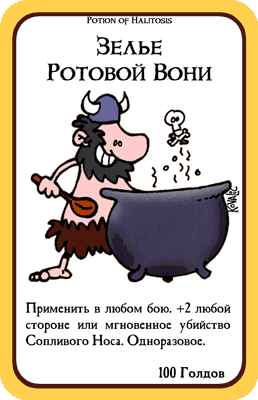 Potion of Halitosis
Зелье
Ротовой Вони
Kovalic
Применить в любом бою. +2 любой
стороне или мгновенное убийство
Сопливого Носа. Одноразовое.
100 Голдов